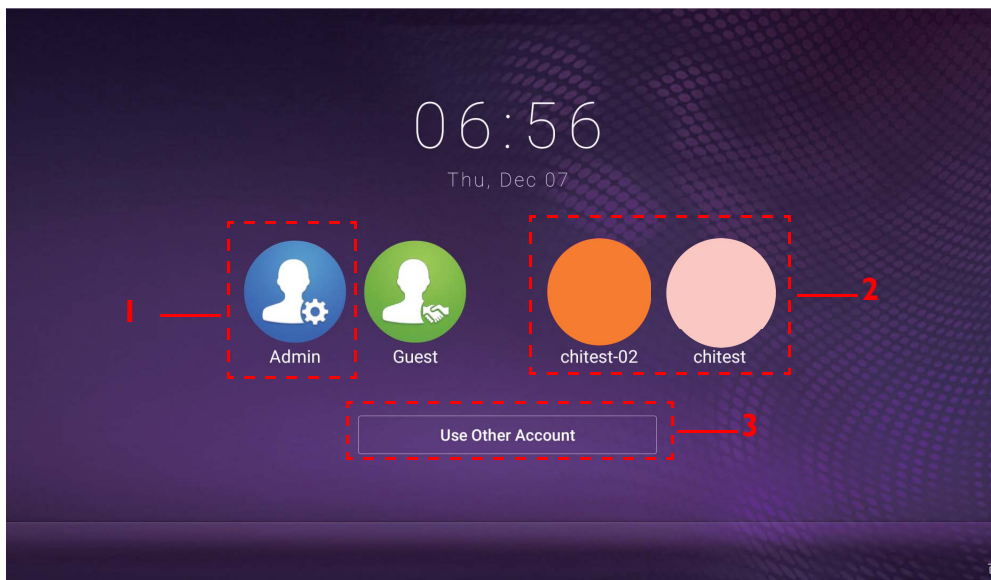 06:56
Thu, Dec 07
1
2
Admin
Guest
chitest-02
chitest
Use Other Account
3